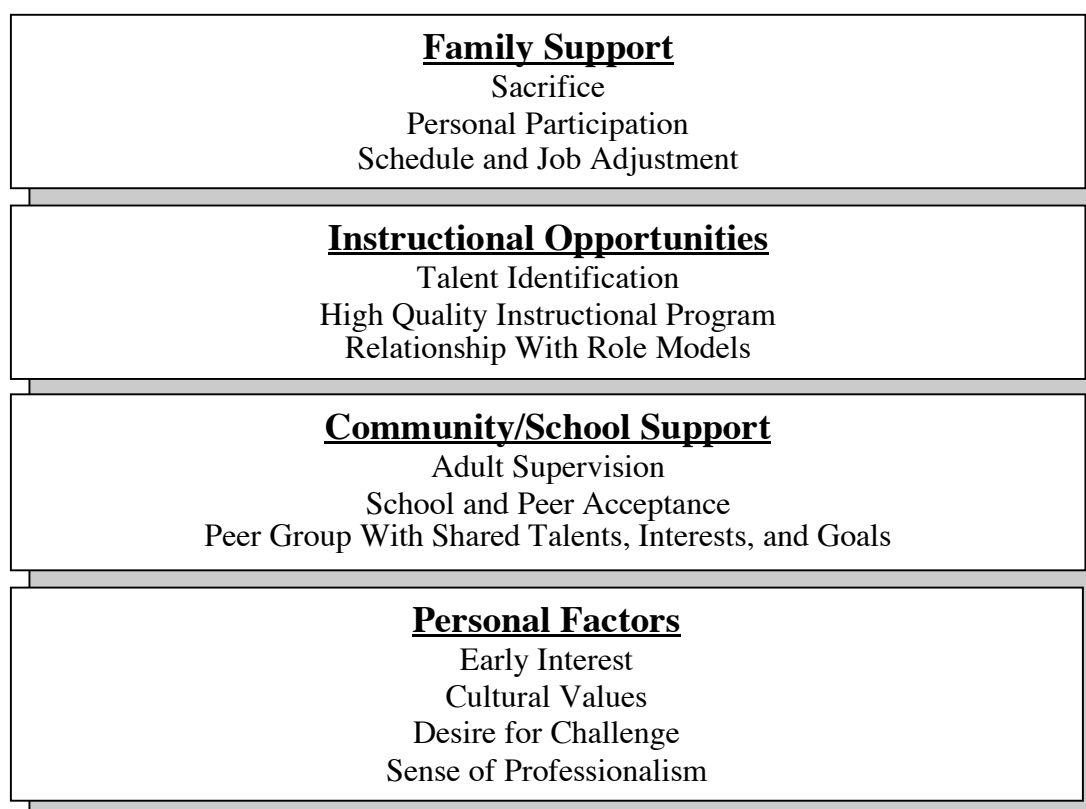 Family Support
Sacrifice
Personal Participation
Schedule and Job Adjustment
Instructional Opportunities
Talent Identification
High Quality Instructional Program
Relationship With Role Models
Community/School Support
Adult Supervision
School and Peer Acceptance
Peer Group With Shared Talents, Interests, and Goals
Personal Factors
Early Interest
Cultural Values
Desire for Challenge
Sense of Professionalism